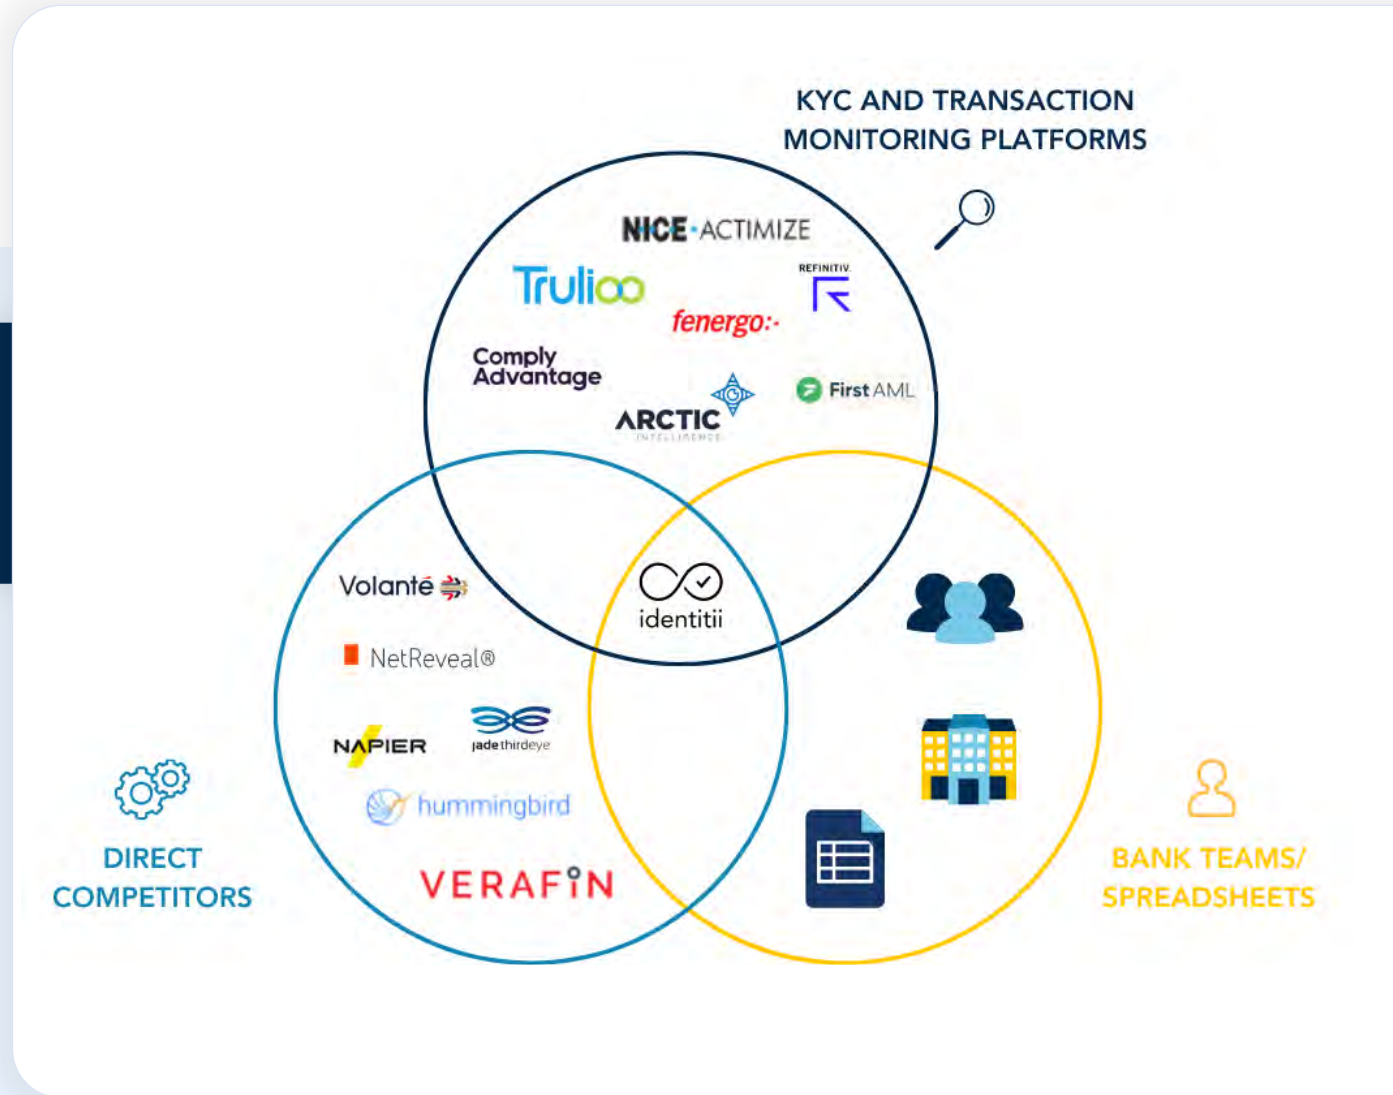 KYC AND TRANSACTION
MONITORING PLATFORMS
NICE ACTIMIZE
Trulioo
REFINITIV
fenergo
Comply
Advantage
ARCTIC
INTELLIGENCE
First AML
Volanté
NetReveal®
identitii
NAPIER
jade thirdeye
hummingbird
VERAFIN
DIRECT
COMPETITORS
BANK TEAMS/
SPREADSHEETS